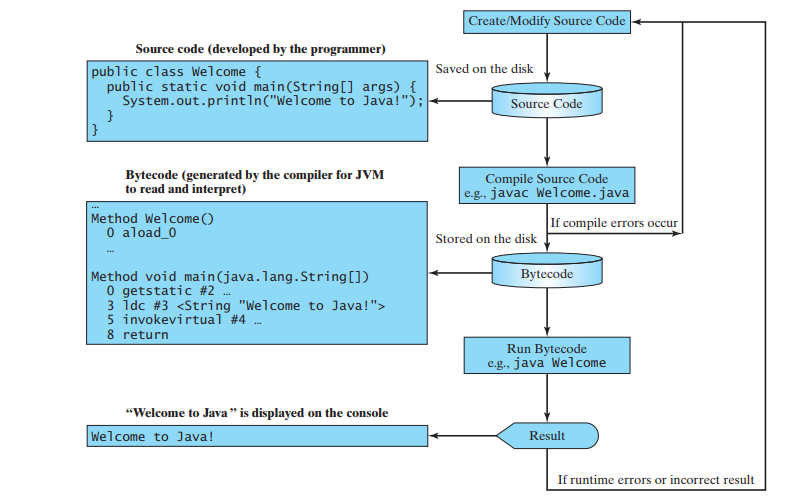 Create/Modify Source Code
Source code (developed by the programmer)
public class Welcome {
  public static void main(String[] args) {
    System.out.println("Welcome to Java!");
  }
}
Saved on the disk
Source Code
Compile Source Code
e.g., javac Welcome.java
Bytecode (generated by the compiler for JVM
to read and interpret)
…
Method Welcome()
  0 aload_0
  …
Method void main(java.lang.String[])
  0 getstatic #2 …
  3 ldc #3 <String "Welcome to Java!">
  5 invokevirtual #4 …
  8 return
If compile errors occur
Stored on the disk
Bytecode
Run Bytecode
e.g., java Welcome
“Welcome to Java” is displayed on the console
Welcome to Java!
Result
If runtime errors or incorrect result